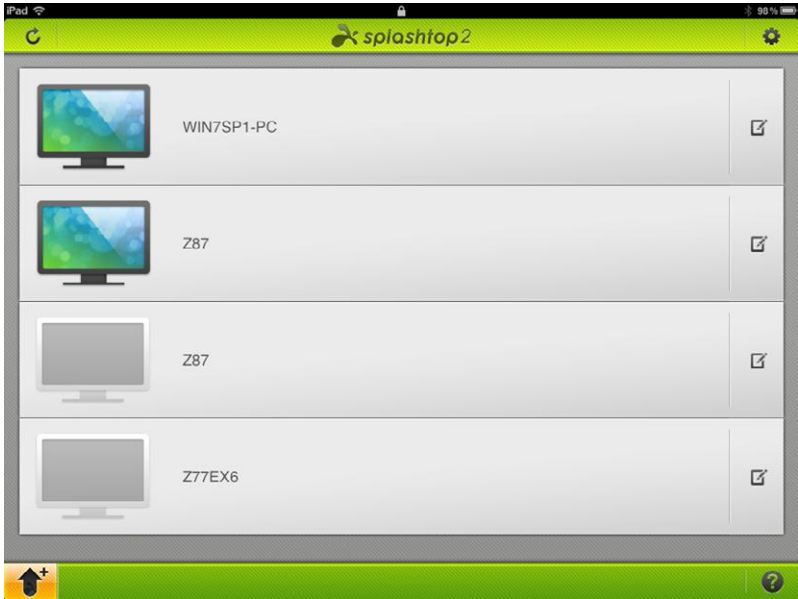 iPad 98%
splashtop2
WIN7SP1-PC
Z87
Z87
Z77EX6
?